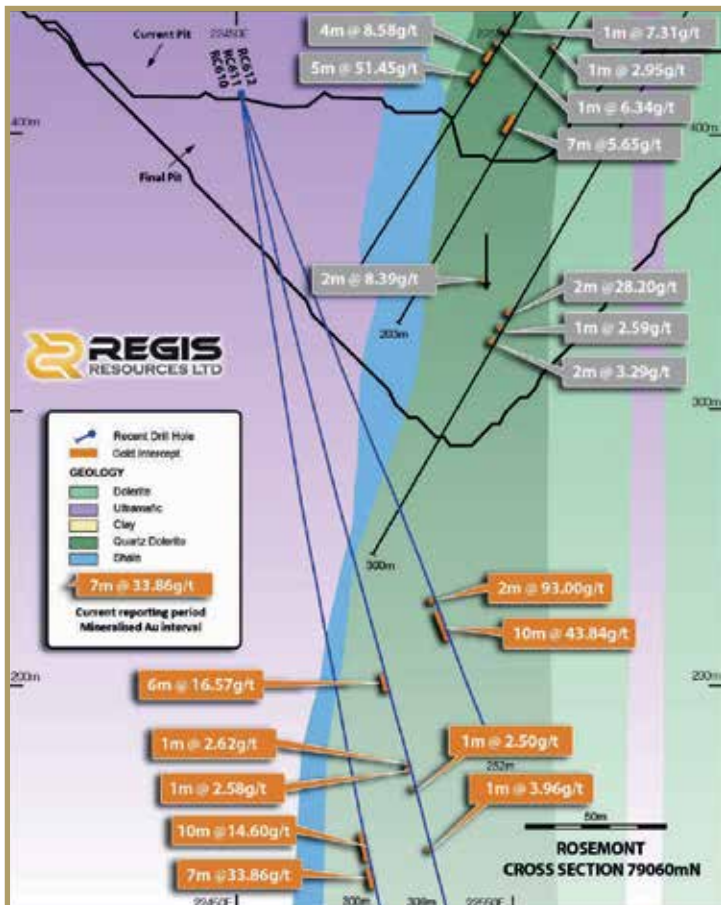 Current Pit
22450E
RC612
RC611
RC610
4m @ 8.58g/t
5m @ 51.45g/t
1m @ 7.31g/t
1m @ 2.95g/t
1m @ 6.34g/t
7m @5.65g/t
400m
400m
Final Pit
2m @ 8.39g/t
200m
2m @ 28.20g/t
1m @ 2.59g/t
2m @ 3.29g/t
REGIS
RESOURCES LTD
300m
Recent Drill Hole
Gold Intercept
GEOLOGY
Dolerite
Ultramafic
Clay
Quartz Dolerite
Shale
7m @ 33.86g/t
Current reporting period
Mineralised Au interval
300m
2m @ 93.00g/t
10m @ 43.84g/t
200m
6m @ 16.57g/t
1m @ 2.62g/t
1m @ 2.50g/t
252m
1m @ 2.58g/t
1m @ 3.96g/t
10m @14.60g/t
7m @33.86g/t
50m
ROSEMONT
CROSS SECTION 79060mN
22450E
300m
22550E